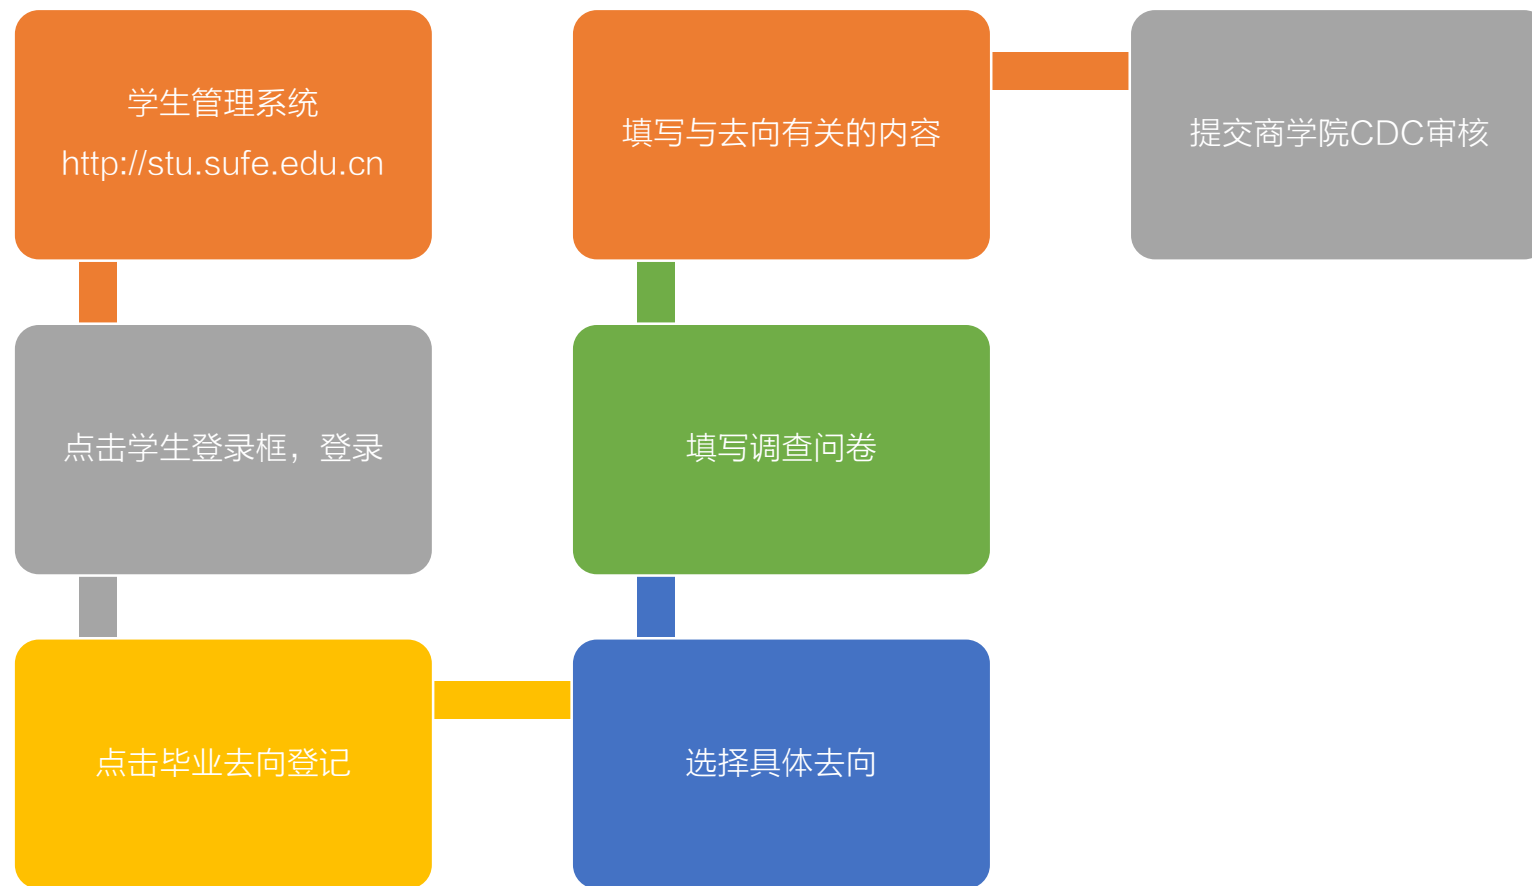 学生管理系统
http://stu.sufe.edu.cn
点击学生登录框，登录
点击毕业去向登记
选择具体去向
填写调查问卷
填写与去向有关的内容
提交商学院CDC审核